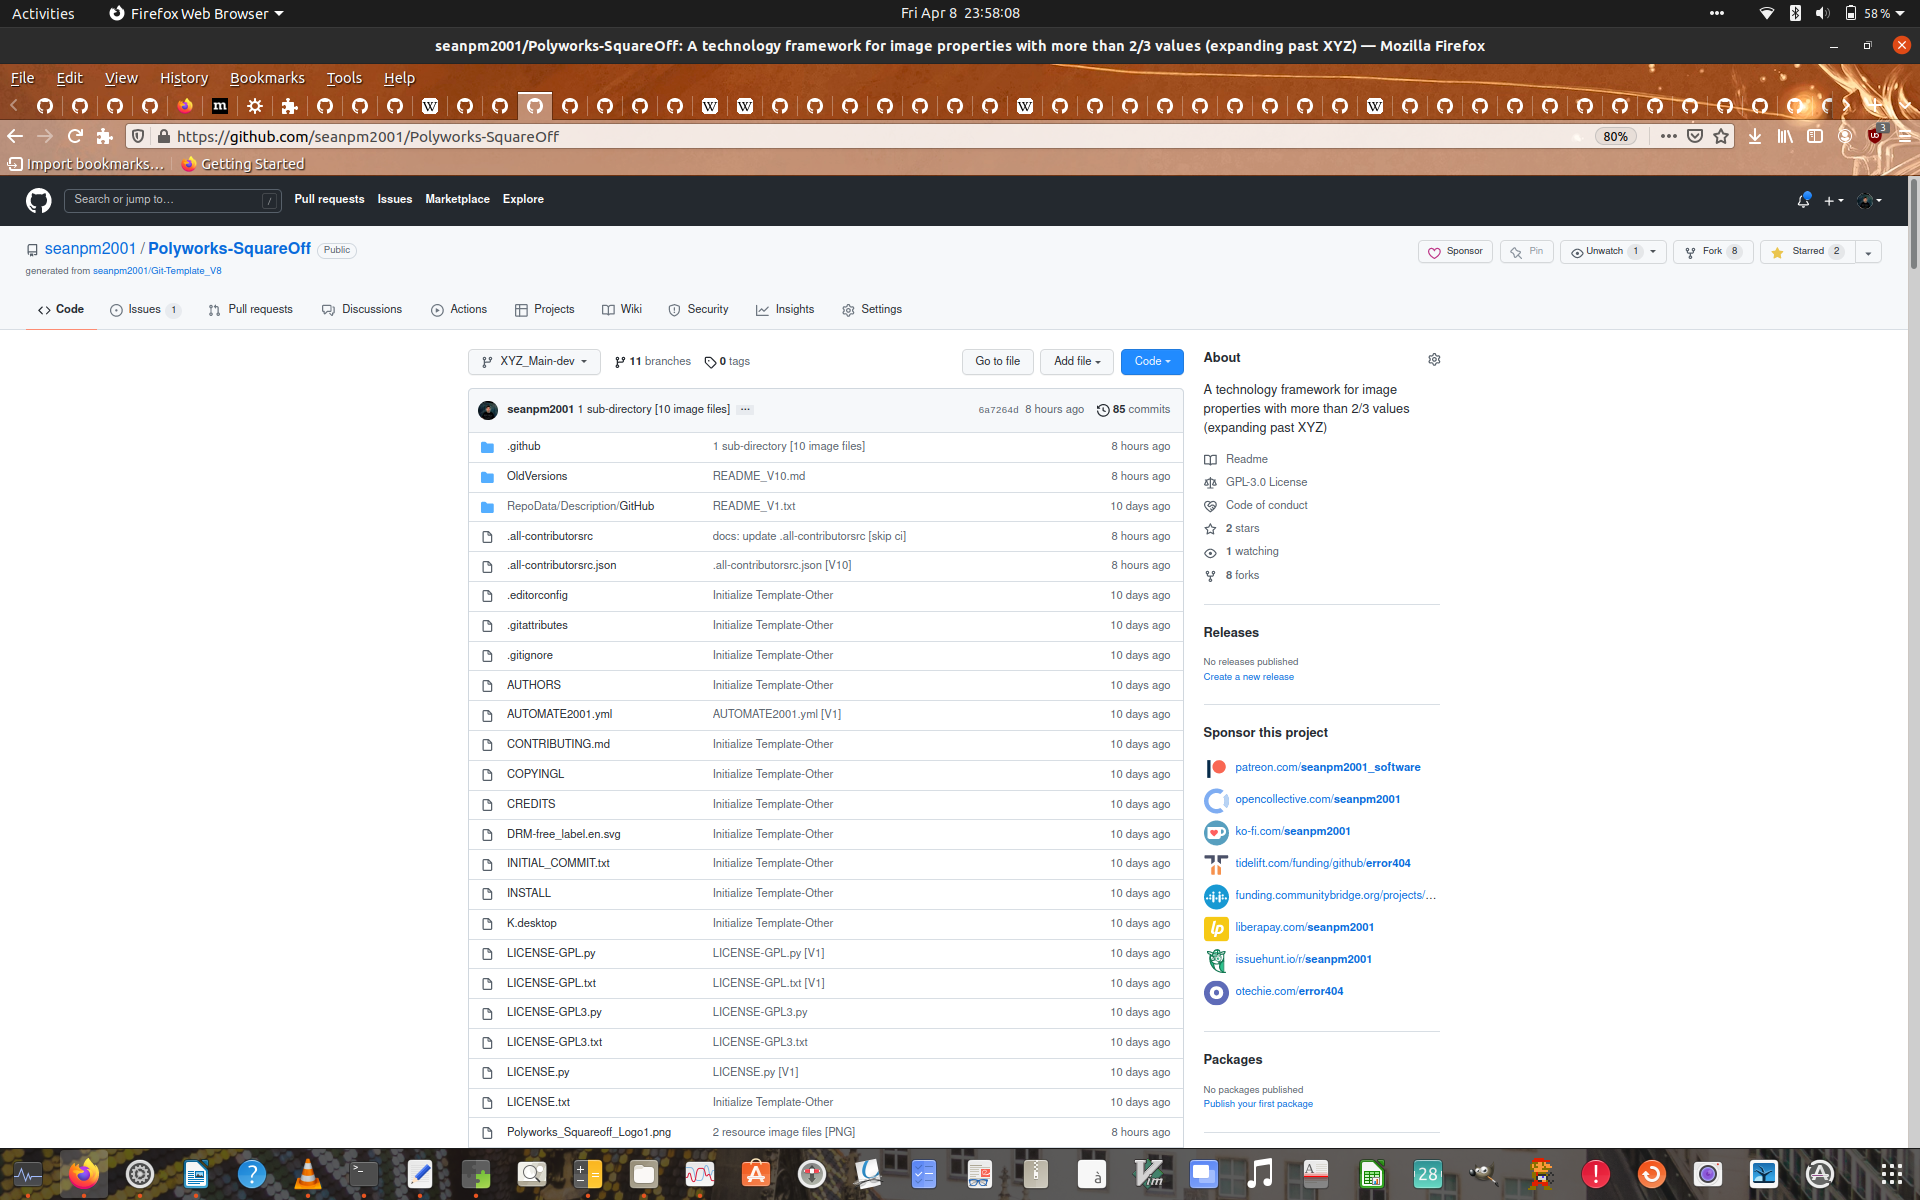 Activities Firefox Web Browser Fri Apr 8 23:58:08 58 %
seanpm2001/Polyworks-SquareOff: A technology framework for image properties with more than 2/3 values (expanding past XYZ) — Mozilla Firefox
File Edit View History Bookmarks Tools Help
https://github.com/seanpm2001/Polyworks-SquareOff 80% 3
Import bookmarks… Getting Started
Search or jump to… / Pull requests Issues Marketplace Explore
seanpm2001 / Polyworks-SquareOff Public Sponsor Pin Unwatch 1 Fork 8 Starred 2
generated from seanpm2001/Git-Template_V8
Code Issues 1 Pull requests Discussions Actions Projects Wiki Security Insights Settings
XYZ_Main-dev 11 branches 0 tags Go to file Add file Code
seanpm2001 1 sub-directory [10 image files] ... 6a7264d 8 hours ago 85 commits
.github 1 sub-directory [10 image files] 8 hours ago
OldVersions README_V10.md 8 hours ago
RepoData/Description/GitHub README_V1.txt 10 days ago
.all-contributorsrc docs: update .all-contributorsrc [skip ci] 8 hours ago
.all-contributorsrc.json .all-contributorsrc.json [V10] 8 hours ago
.editorconfig Initialize Template-Other 10 days ago
.gitattributes Initialize Template-Other 10 days ago
.gitignore Initialize Template-Other 10 days ago
AUTHORS Initialize Template-Other 10 days ago
AUTOMATE2001.yml AUTOMATE2001.yml [V1] 10 days ago
CONTRIBUTING.md Initialize Template-Other 10 days ago
COPYINGL Initialize Template-Other 10 days ago
CREDITS Initialize Template-Other 10 days ago
DRM-free_label.en.svg Initialize Template-Other 10 days ago
INITIAL_COMMIT.txt Initialize Template-Other 10 days ago
INSTALL Initialize Template-Other 10 days ago
K.desktop Initialize Template-Other 10 days ago
LICENSE-GPL.py LICENSE-GPL.py [V1] 10 days ago
LICENSE-GPL.txt LICENSE-GPL.txt [V1] 10 days ago
LICENSE-GPL3.py LICENSE-GPL3.py 10 days ago
LICENSE-GPL3.txt LICENSE-GPL3.txt 10 days ago
LICENSE.py LICENSE.py [V1] 10 days ago
LICENSE.txt Initialize Template-Other 10 days ago
Polyworks_Squareoff_Logo1.png 2 resource image files [PNG] 8 hours ago
About
A technology framework for image
properties with more than 2/3 values
(expanding past XYZ)
Readme
GPL-3.0 License
Code of conduct
2 stars
1 watching
8 forks
Releases
No releases published
Create a new release
Sponsor this project
patreon.com/seanpm2001_software
opencollective.com/seanpm2001
ko-fi.com/seanpm2001
tidelift.com/funding/github/error404
funding.communitybridge.org/projects/…
liberapay.com/seanpm2001
issuehunt.io/r/seanpm2001
otechie.com/error404
Packages
No packages published
Publish your first package
28